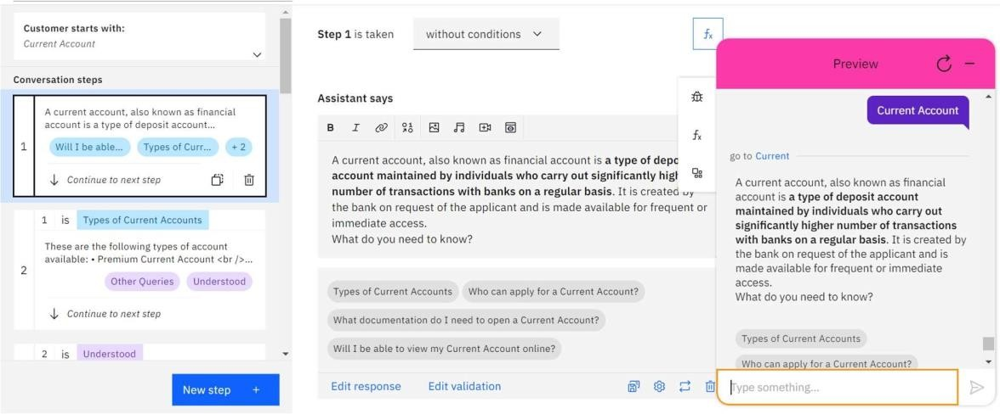 Customer starts with:
Current Account
Conversation steps
1
A current account, also known as financial
account is a type of deposit account...
Will I be able...
Types of Curr...
+ 2
Continue to next step
1 is Types of Current Accounts
2
These are the following types of account
available: • Premium Current Account <br />...
Other Queries
Understood
Continue to next step
2 is Understood
New step +
Step 1 is taken
without conditions
fx
Assistant says
B I
A current account, also known as financial account is a type of depo
account maintained by individuals who carry out significantly high
number of transactions with banks on a regular basis. It is created by
the bank on request of the applicant and is made available for frequent or
immediate access.
What do you need to know?
Types of Current Accounts
Who can apply for a Current Account?
What documentation do I need to open a Current Account?
Will I be able to view my Current Account online?
Edit response
Edit validation
fx
Preview
Current Account
go to Current
A current account, also known as financial
account is a type of deposit account
maintained by individuals who carry out
significantly higher number of transactions
with banks on a regular basis. It is created by
the bank on request of the applicant and is
made available for frequent or immediate
access.
What do you need to know?
Types of Current Accounts
Who can apply for a Current Account?
Type something...